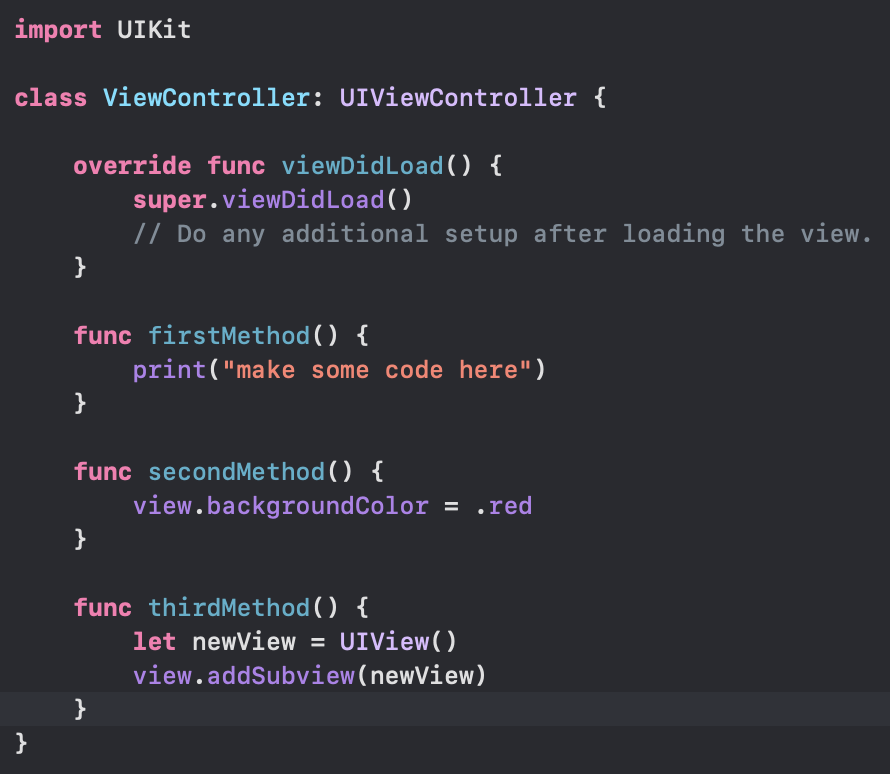 import UIKit
class ViewController: UIViewController {
override func viewDidLoad() {
super.viewDidLoad()
// Do any additional setup after loading the view.
}
func firstMethod() {
print("make some code here")
}
func secondMethod() {
view.backgroundColor = .red
}
func thirdMethod() {
let newView = UIView()
view.addSubview(newView)
}
}